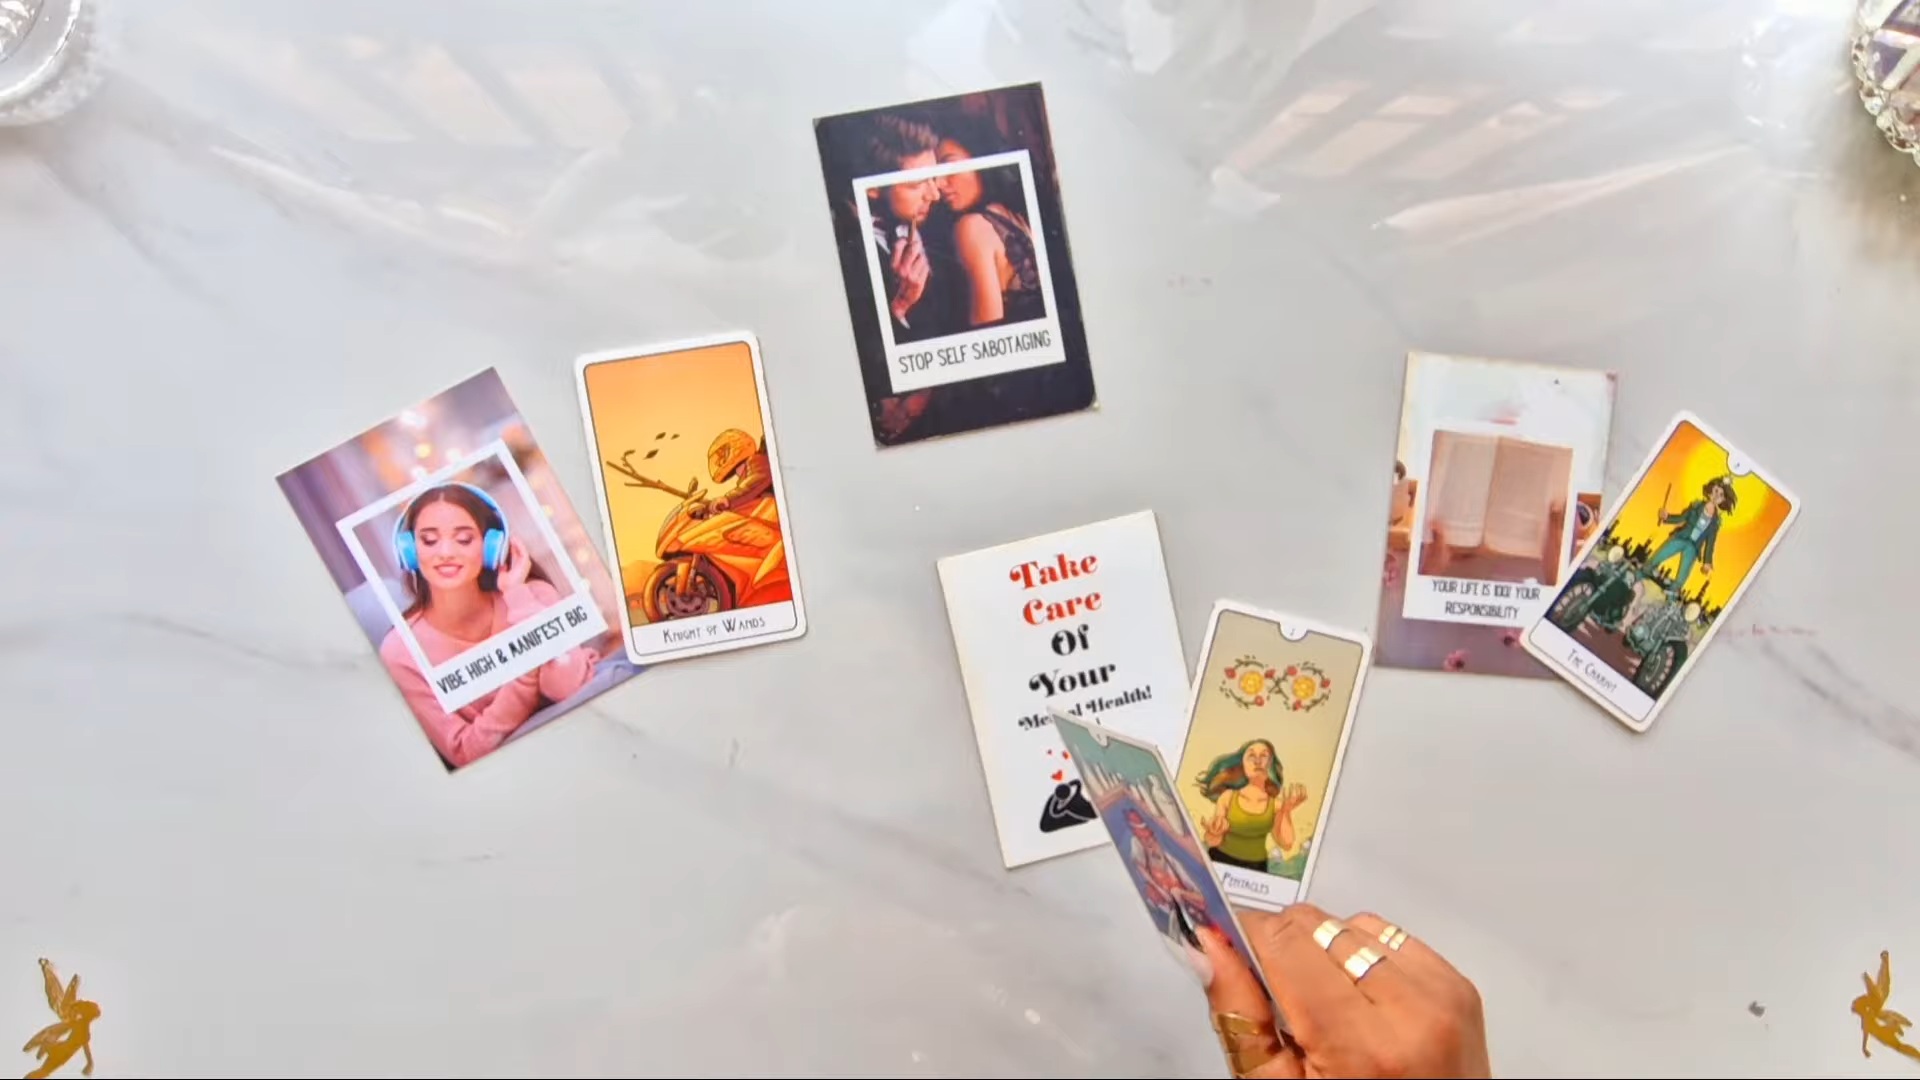 STOP SELF SABOTAGING
VIBE HIGH & MANIFEST BIG
KNIGHT OF WANDS
Take
Care
Of
Your
Health!
PENTACLES
YOUR LIFE IS 100% YOUR
RESPONSIBILITY
THE CHARIOT